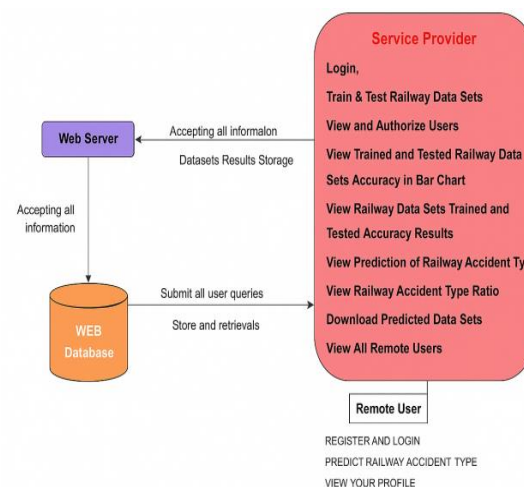 Service Provider
Login,
Train & Test Railway Data Sets
View and Authorize Users
View Trained and Tested Railway Data
Sets Accuracy in Bar Chart
View Railway Data Sets Trained and
Tested Accuracy Results
View Prediction of Railway Accident Ty
View Railway Accident Type Ratio
Download Predicted Data Sets
View All Remote Users
Web Server
Accepting all informalon
Datasets Results Storage
Accepting all
information
WEB
Database
Submit all user queries
Store and retrievals
Remote User
REGISTER AND LOGIN
PREDICT RAILWAY ACCIDENT TYPE
VIEW YOUR PROFILE